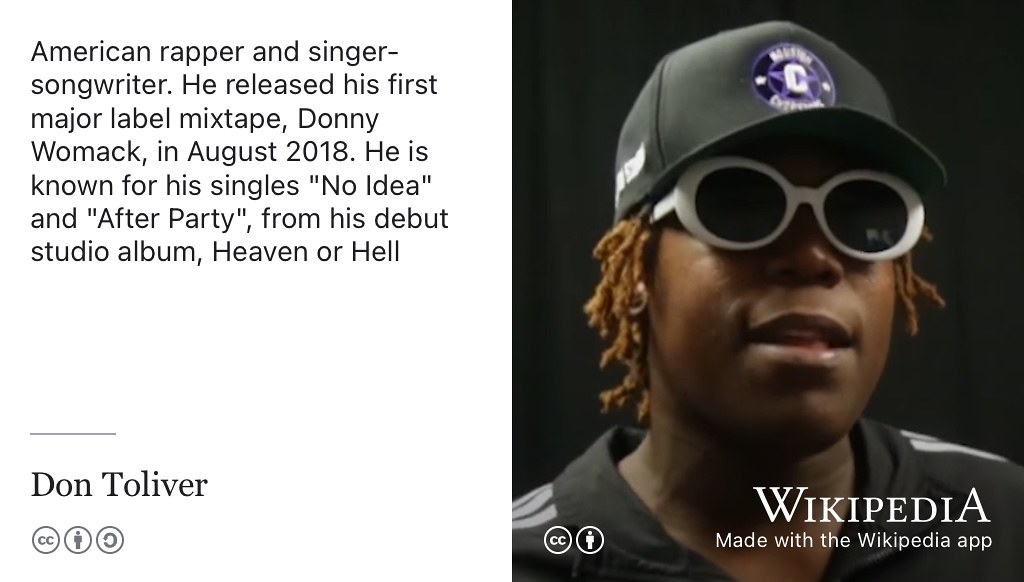 American rapper and singer-
songwriter. He released his first
major label mixtape, Donny
Womack, in August 2018. He is
known for his singles "No Idea"
and "After Party", from his debut
studio album, Heaven or Hell
Don Toliver
cc
C
cc
WIKIPEDIA
Made with the Wikipedia app